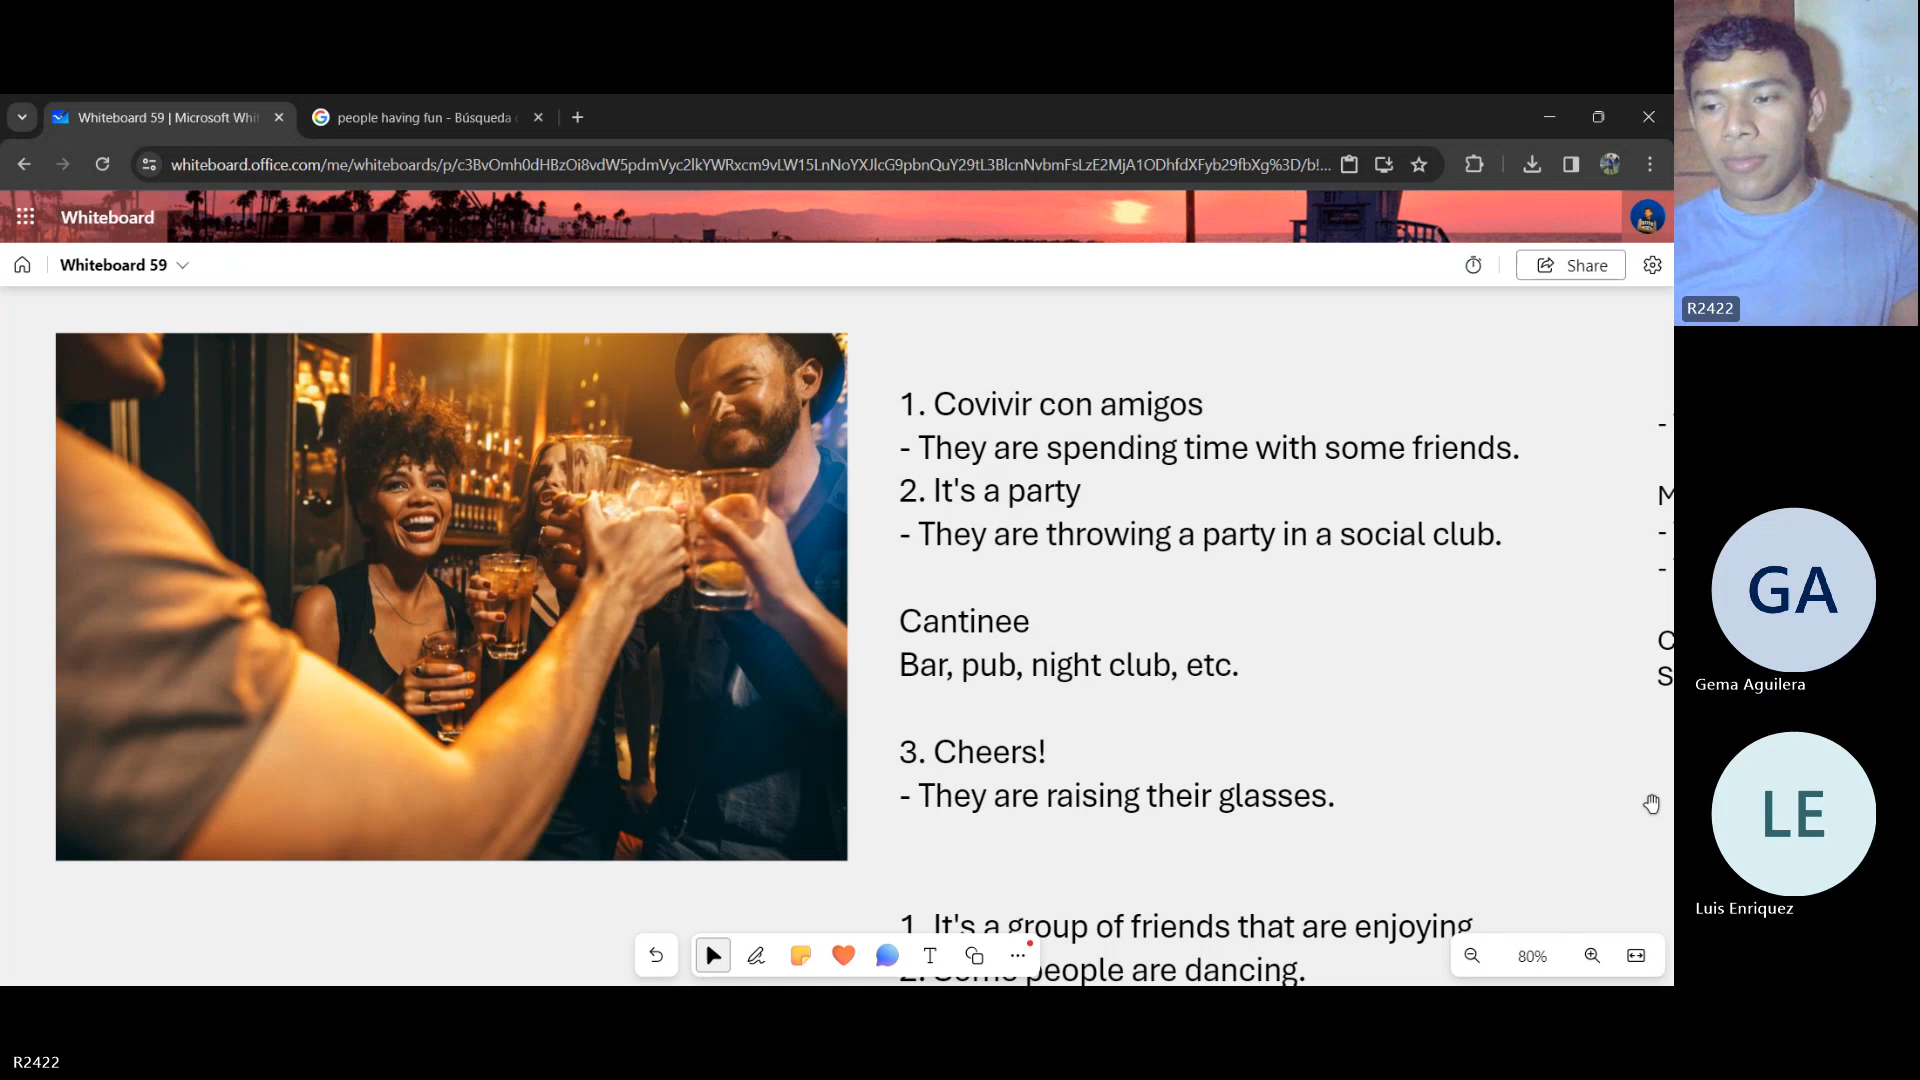 Whiteboard 59 | Microsoft Whi
people having fun - Búsqueda
whiteboard.office.com/me/whiteboards/p/c3BvOmh0dHBzOi8vdW5pdmVyc2lkYWRxcm9vLW15LnNoYXJlcG9pbnQuY29tL3BlcnNvbmFsLzE2MjA1ODhfdXFyb29fbXg%3D/b!...
Whiteboard
Whiteboard 59
Share
1. Covivir con amigos
- They are spending time with some friends.
2. It's a party
- They are throwing a party in a social club.
Cantinee
Bar, pub, night club, etc.
3. Cheers!
- They are raising their glasses.
1. It's a group of friends that are enjoying
2. Some people are dancing.
80%
R2422
GA
Gema Aguilera
LE
Luis Enriquez
R2422